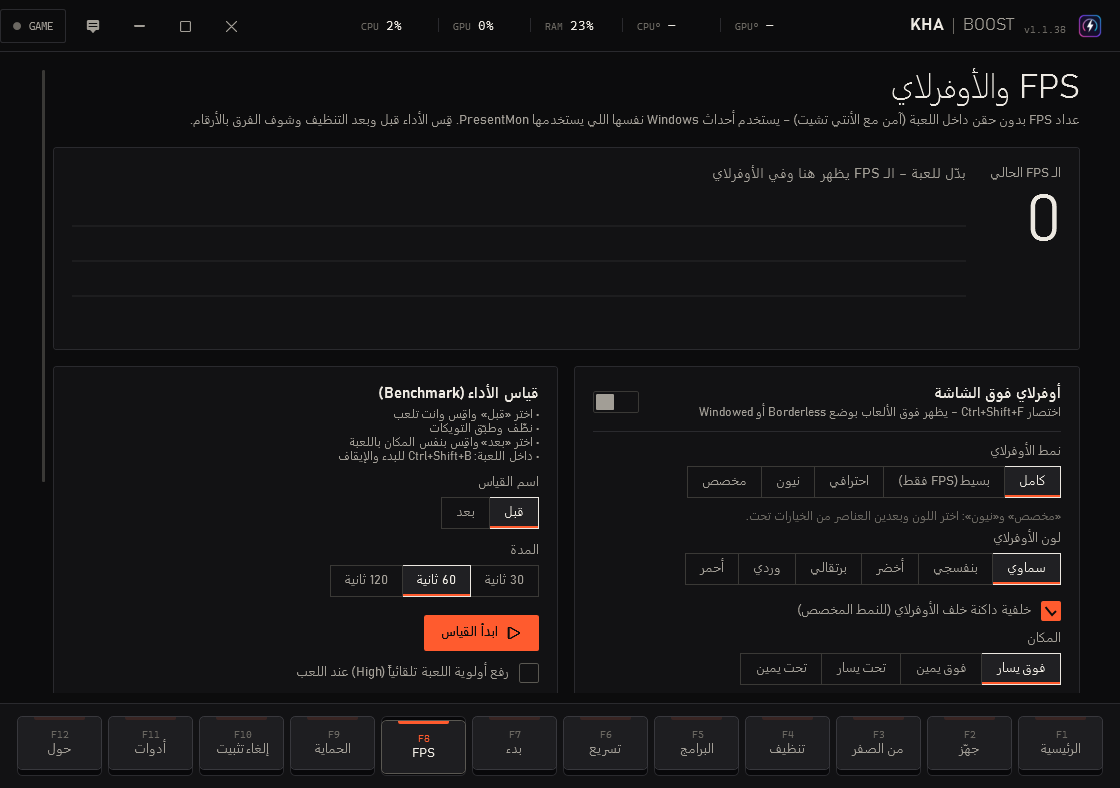 GAME
CPU 2%
GPU 0%
RAM 23%
CPU° —
GPU° —
KHA | BOOST v1.1.38
FPS والأوفرلاي
عداد FPS بدون حقن داخل اللعبة (آمن مع الأنتي تشيت) – يستخدم أحداث Windows نفسها اللي يستخدمها PresentMon. قِس الأداء قبل وبعد التنظيف وشوف الفرق بالأرقام.
الـ FPS الحالي
0
بدّل للعبة – الـ FPS يظهر هنا وفي الأوفرلاي
أوفرلاي فوق الشاشة
اختصار Ctrl+Shift+F – يظهر فوق الألعاب بوضع Borderless أو Windowed
نمط الأوفرلاي
كامل
بسيط (FPS فقط)
احترافي
نيون
مخصص
«مخصص» و«نيون»: اختر اللون وبعدين العناصر من الخيارات تحت.
لون الأوفرلاي
سماوي
بنفسجي
أخضر
برتقالي
وردي
أحمر
خلفية داكنة خلف الأوفرلاي (للنمط المخصص)
المكان
فوق يسار
فوق يمين
تحت يسار
تحت يمين
قياس الأداء (Benchmark)
• اختر «قبل» واقِس وانت تلعب
• نظّف وطبّق التويكات
• اختر «بعد» واقِس بنفس المكان باللعبة
• داخل اللعبة: Ctrl+Shift+B للبدء والإيقاف
اسم القياس
قبل
بعد
المدة
30 ثانية
60 ثانية
120 ثانية
ابدأ القياس
رفع أولوية اللعبة تلقائياً (High) عند اللعب
F1
الرئيسية
F2
جهّز
F3
من الصفر
F4
تنظيف
F5
البرامج
F6
تسريع
F7
بدء
F8
FPS
F9
الحماية
F10
إلغاء تثبيت
F11
أدوات
F12
حول